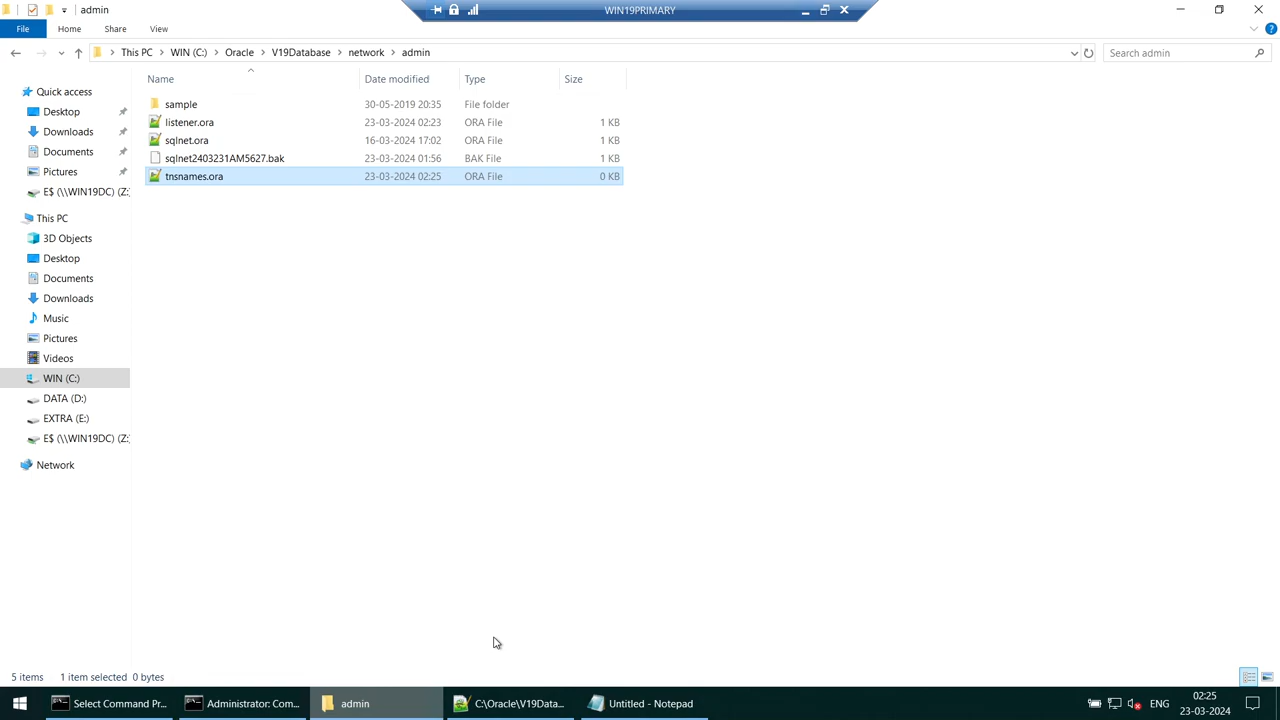 admin
WIN19PRIMARY
File Home Share View
This PC WIN (C:) Oracle V19Database network admin
Search admin
Name Date modified Type Size
sample 30-05-2019 20:35 File folder
listener.ora 23-03-2024 02:23 ORA File 1 KB
sqlnet.ora 16-03-2024 17:02 ORA File 1 KB
sqlnet2403231AM5627.bak 23-03-2024 01:56 BAK File 1 KB
tnsnames.ora 23-03-2024 02:25 ORA File 0 KB
Quick access
Desktop
Downloads
Documents
Pictures
E$ (\\WIN19DC) (Z:)
This PC
3D Objects
Desktop
Documents
Downloads
Music
Pictures
Videos
WIN (C:)
DATA (D:)
EXTRA (E:)
E$ (\\WIN19DC) (Z:)
Network
5 items 1 item selected 0 bytes
Select Command Pr... Administrator: Com... admin C:\Oracle\V19Data... Untitled - Notepad
ENG
02:25
23-03-2024